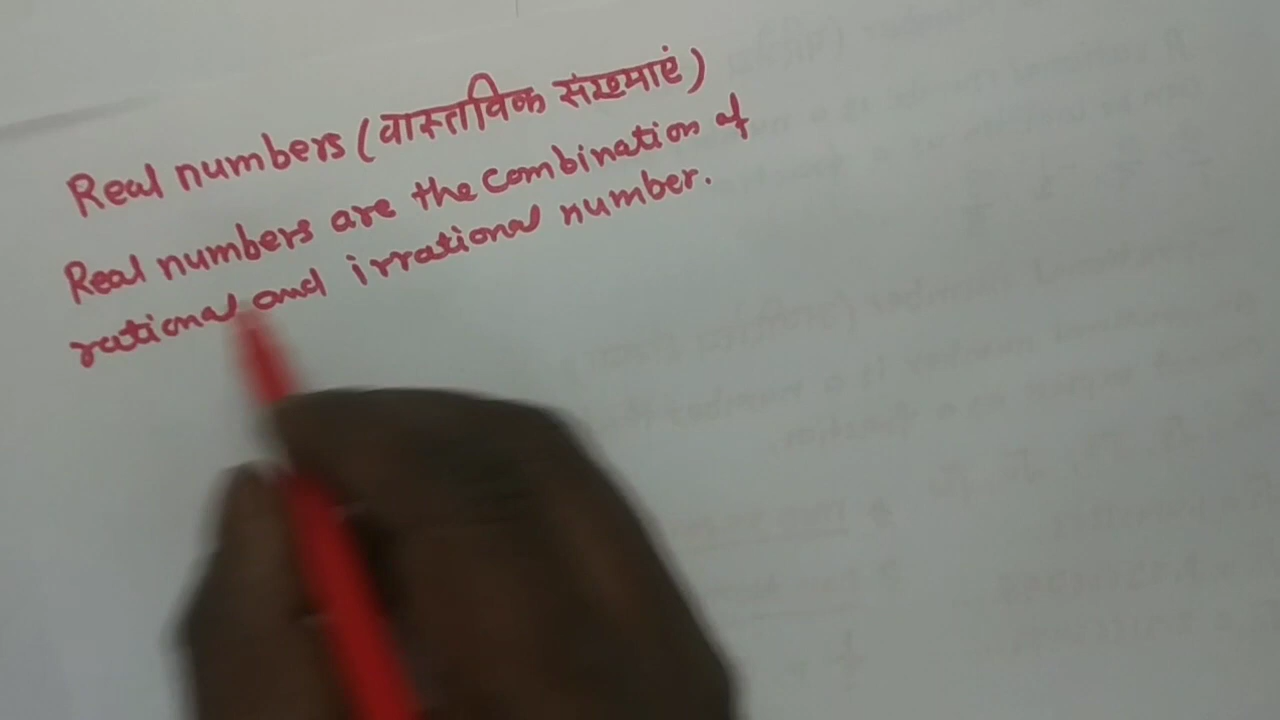 Real numbers (वास्तविक संख्याएं)
Real numbers are the combination of
rational and irrational number.